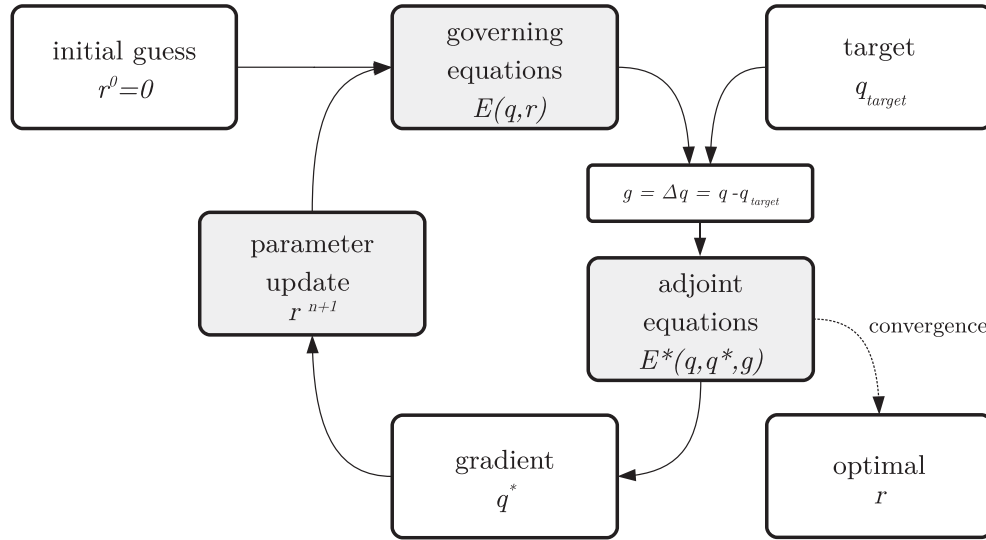 initial guess
r⁰=0
governing
equations
E(q,r)
target
q_target
g = Δq = q -q_target
parameter
update
r ⁿ⁺¹
adjoint
equations
E*(q,q*,g)
convergence
gradient
q*
optimal
r